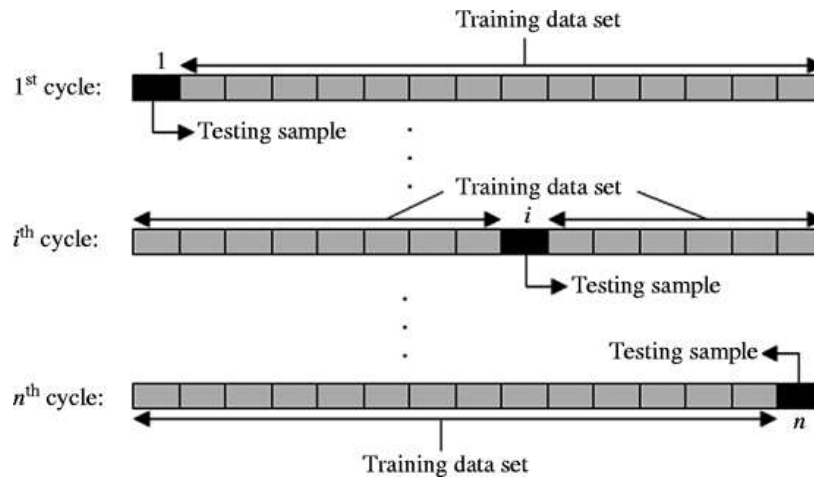 Training data set
1
1st cycle:
Testing sample
Training data set
i
ith cycle:
Testing sample
Testing sample
nth cycle:
n
Training data set